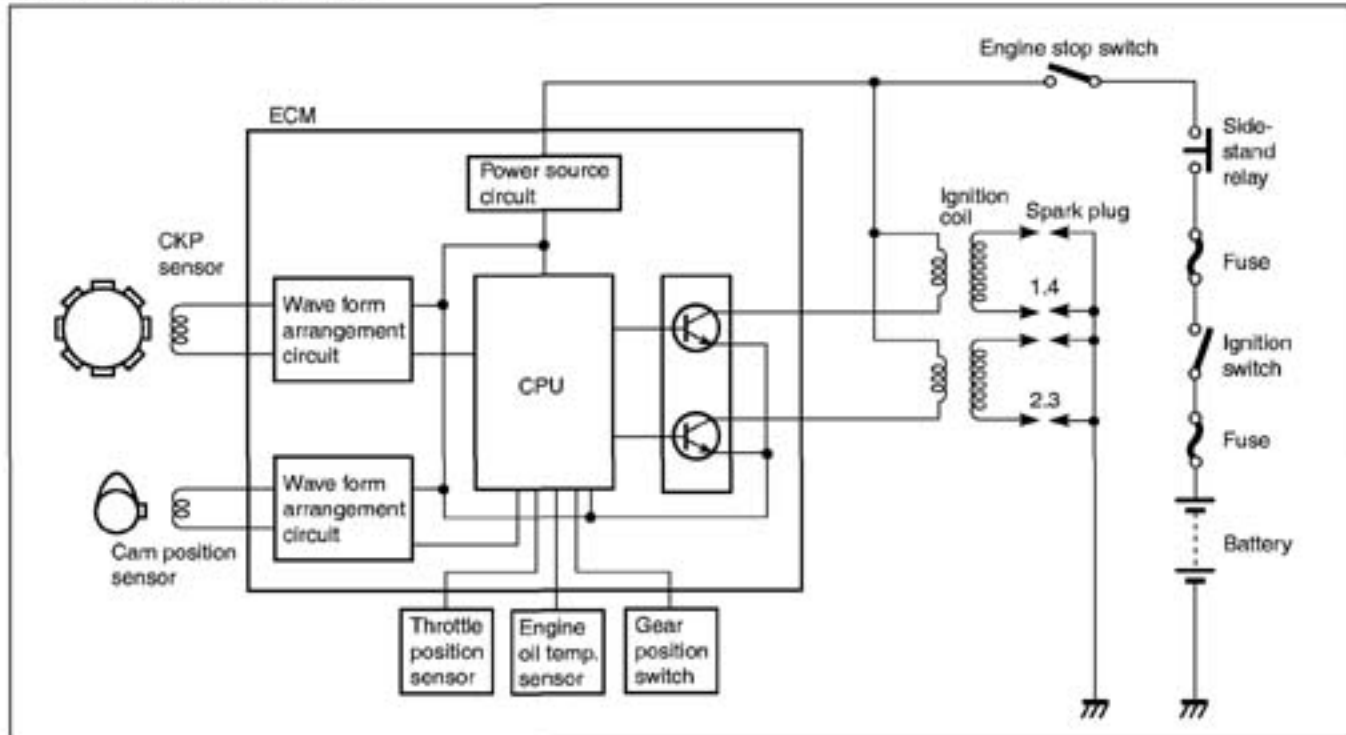 Engine stop switch
ECM
Side-
stand
relay
Power source
circuit
Ignition
coil
Spark plug
CKP
sensor
Fuse
Wave form
arrangement
circuit
1.4
CPU
Ignition
switch
2.3
Fuse
Wave form
arrangement
circuit
Cam position
sensor
Battery
Throttle
position
sensor
Engine
oil temp.
sensor
Gear
position
switch